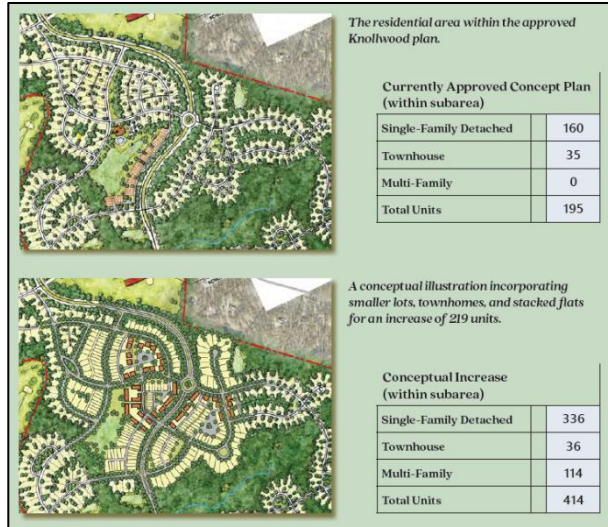 The residential area within the approved
Knollwood plan.
Currently Approved Concept Plan
(within subarea)
Single-Family Detached 160
Townhouse 35
Multi-Family 0
Total Units 195
A conceptual illustration incorporating
smaller lots, townhomes, and stacked flats
for an increase of 219 units.
Conceptual Increase
(within subarea)
Single-Family Detached 336
Townhouse 36
Multi-Family 114
Total Units 414